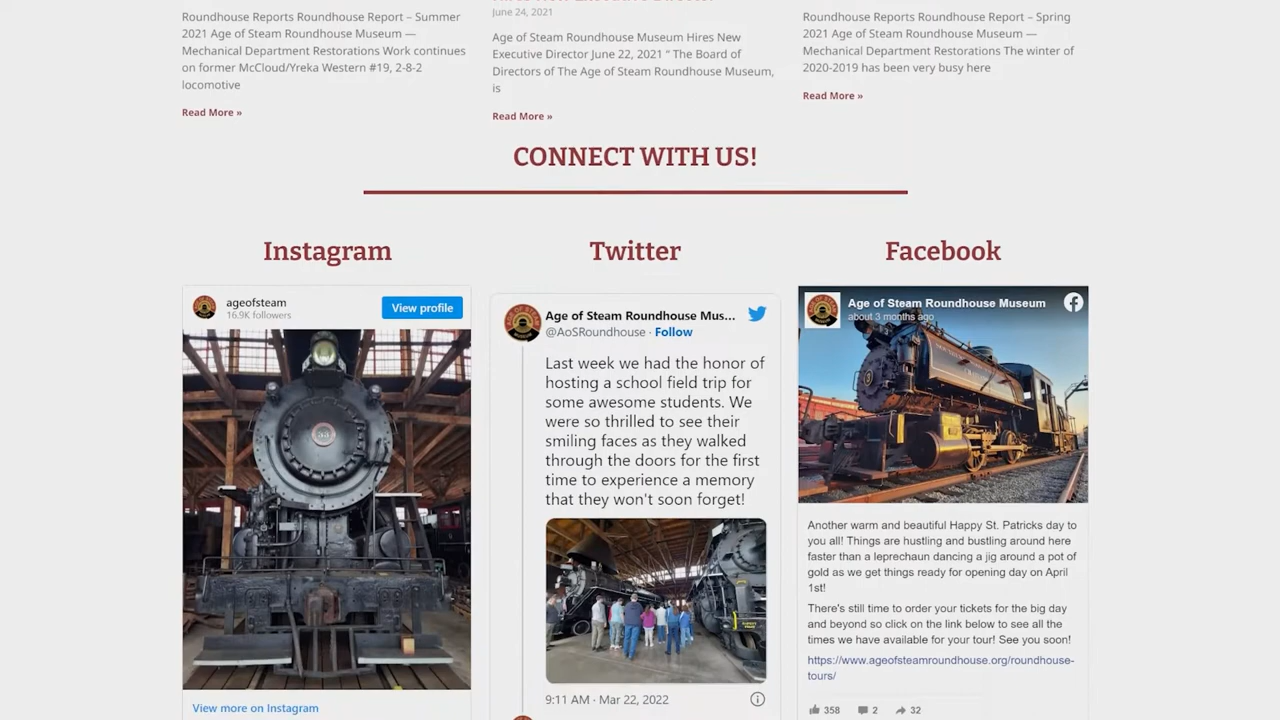 Roundhouse Reports Roundhouse Report – Summer
2021 Age of Steam Roundhouse Museum —
Mechanical Department Restorations Work continues
on former McCloud/Yreka Western #19, 2-8-2
locomotive
Read More »
June 24, 2021
Age of Steam Roundhouse Museum Hires New
Executive Director June 22, 2021 “ The Board of
Directors of The Age of Steam Roundhouse Museum,
is
Read More »
Roundhouse Reports Roundhouse Report – Spring
2021 Age of Steam Roundhouse Museum —
Mechanical Department Restorations The winter of
2020-2019 has been very busy here
Read More »
CONNECT WITH US!
Instagram
ageofsteam
16.9K followers
View profile
33
View more on Instagram
Twitter
Age of Steam Roundhouse Mus...
@AoSRoundhouse · Follow
Last week we had the honor of
hosting a school field trip for
some awesome students. We
were so thrilled to see their
smiling faces as they walked
through the doors for the first
time to experience a memory
that they won't soon forget!
9:11 AM · Mar 22, 2022
Facebook
Age of Steam Roundhouse Museum
about 3 months ago
Another warm and beautiful Happy St. Patricks day to
you all! Things are hustling and bustling around here
faster than a leprechaun dancing a jig around a pot of
gold as we get things ready for opening day on April
1st!
There's still time to order your tickets for the big day
and beyond so click on the link below to see all the
times we have available for your tour! See you soon!
https://www.ageofsteamroundhouse.org/roundhouse-
tours/
358 2 32